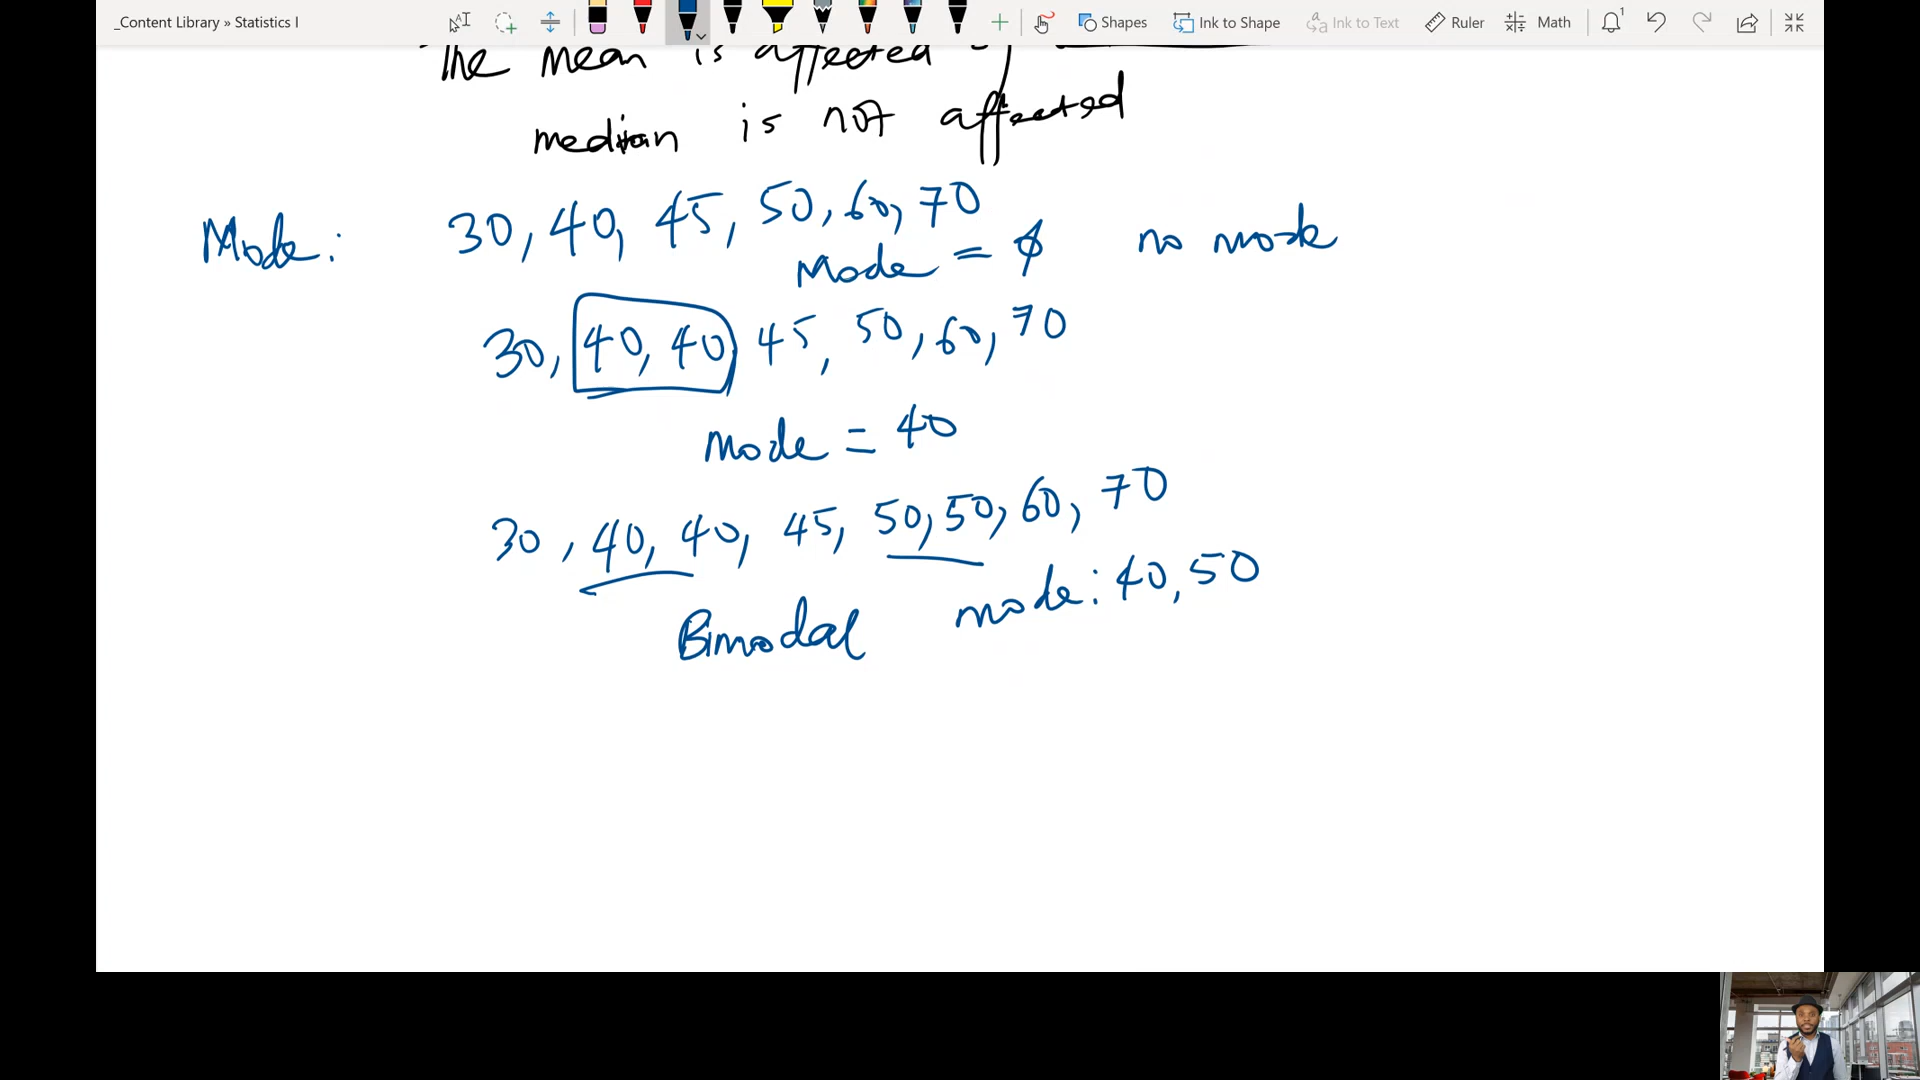 _Content Library » Statistics I
Shapes Ink to Shape Ink to Text Ruler Math 1
The mean is affected by
median is not affected
Mode: 30, 40, 45, 50, 60, 70
Mode = ϕ no mode
30, 40, 40, 45, 50, 60, 70
mode = 40
30, 40, 40, 45, 50, 50, 60, 70
Bimodal mode: 40, 50